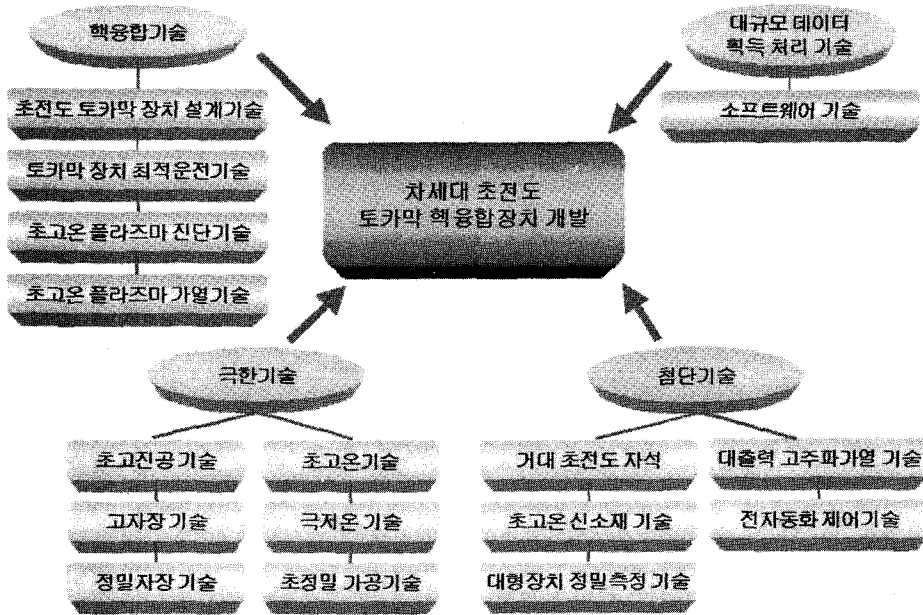 핵융합기술
초전도 토카막 장치 설계기술
토카막 장치 최적운전기술
초고온 플라즈마 진단기술
초고온 플라즈마 가열기술
대규모 데이터
획득 처리 기술
소프트웨어 기술
차세대 초전도
토카막 핵융합장치 개발
극한기술
초고진공 기술
고자장 기술
정밀자장 기술
초고온기술
극저온 기술
초정밀 가공기술
첨단기술
거대 초전도 자석
초고온 신소재 기술
대형장치 정밀측정 기술
대출력 고주파가열 기술
전자동화 제어기술